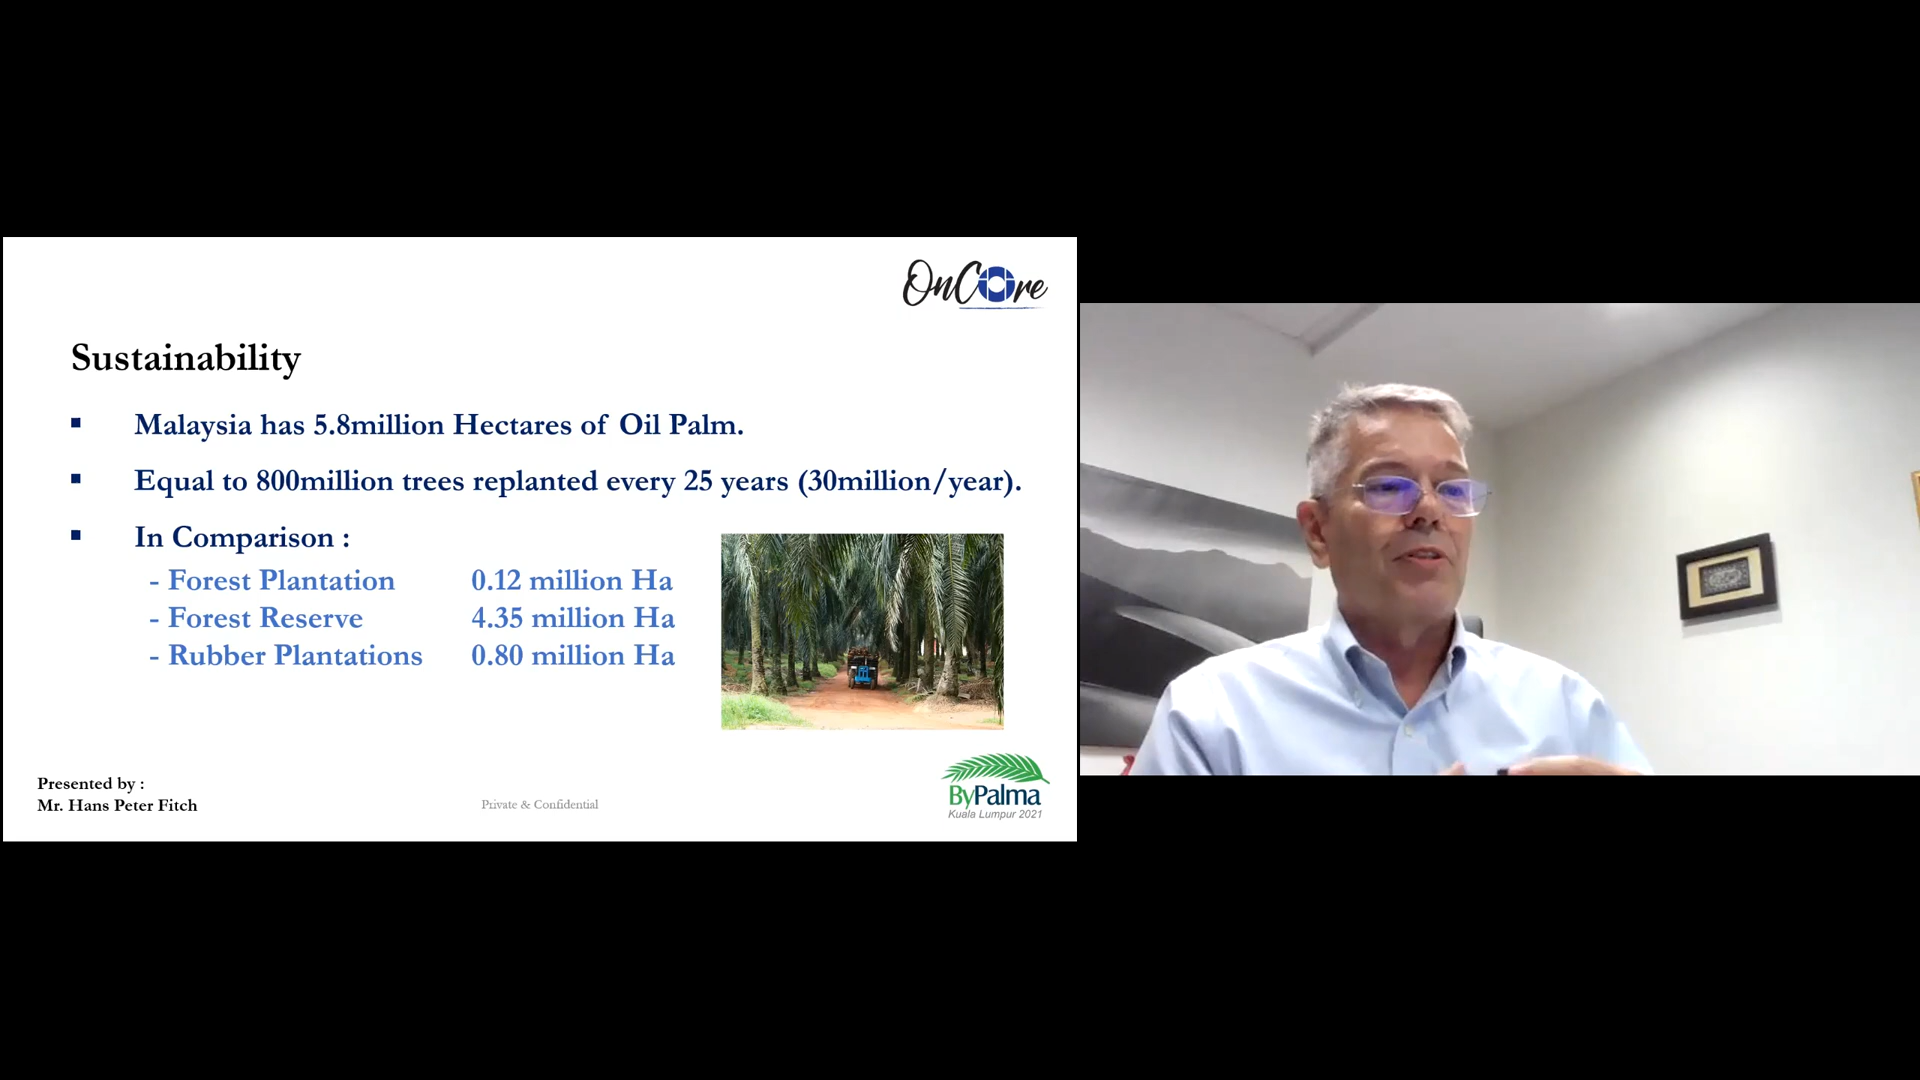 OnCore
Sustainability
▪ Malaysia has 5.8million Hectares of Oil Palm.
▪ Equal to 800million trees replanted every 25 years (30million/year).
▪ In Comparison :
- Forest Plantation 0.12 million Ha
- Forest Reserve 4.35 million Ha
- Rubber Plantations 0.80 million Ha
Presented by :
Mr. Hans Peter Fitch
Private & Confidential
ByPalma
Kuala Lumpur 2021